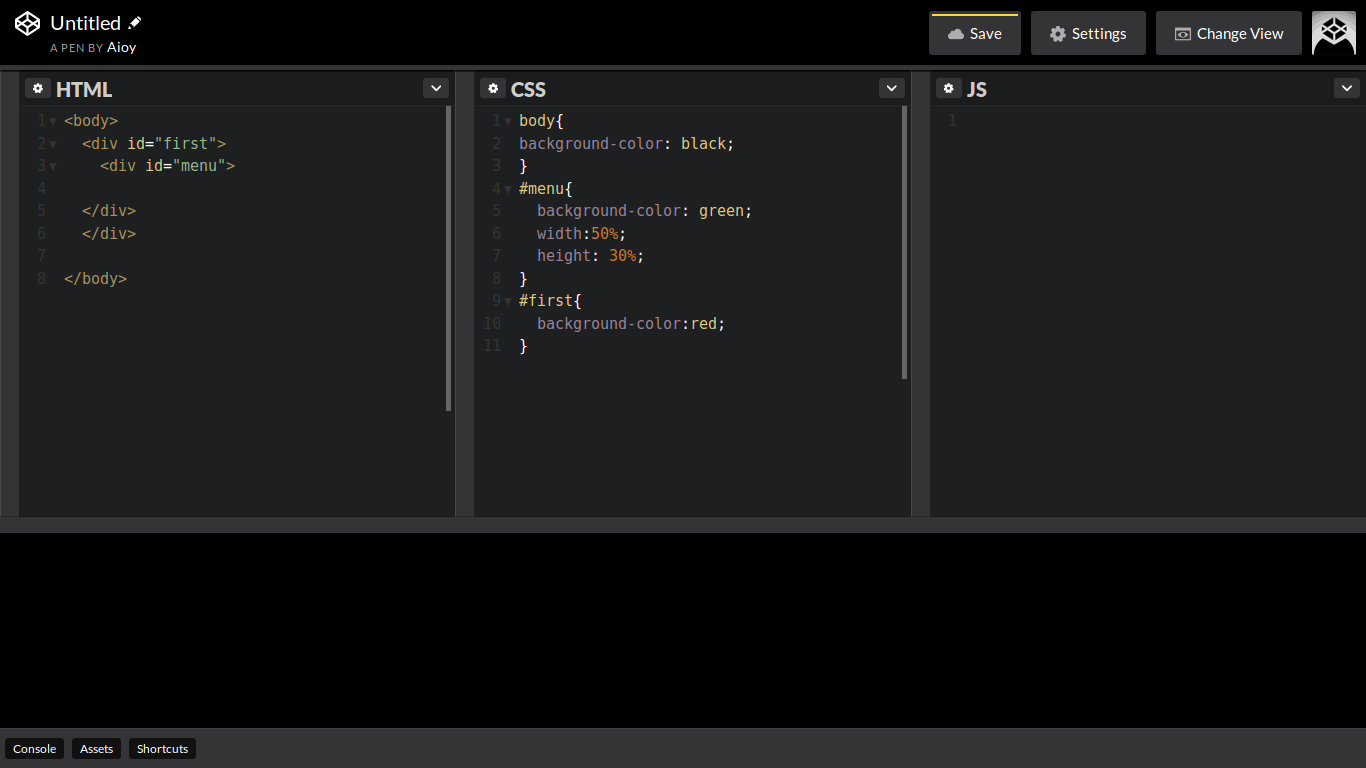 Untitled
A PEN BY Aioy
Save
Settings
Change View
HTML
1 <body>
2 <div id="first">
3 <div id="menu">
4
5 </div>
6 </div>
7
8 </body>
CSS
1 body{
2 background-color: black;
3 }
4 #menu{
5 background-color: green;
6 width:50%;
7 height: 30%;
8 }
9 #first{
10 background-color:red;
11 }
JS
1
Console
Assets
Shortcuts